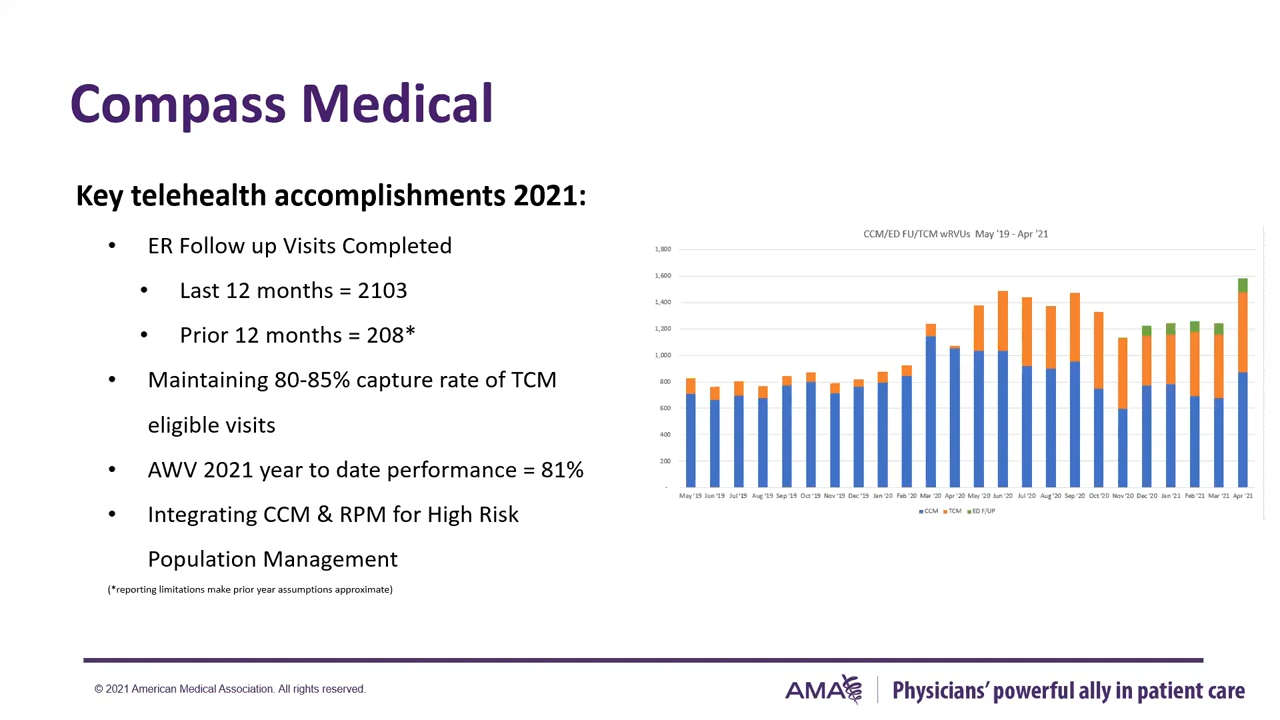 Compass Medical
Key telehealth accomplishments 2021:
• ER Follow up Visits Completed
• Last 12 months = 2103
• Prior 12 months = 208*
• Maintaining 80-85% capture rate of TCM
eligible visits
• AWV 2021 year to date performance = 81%
• Integrating CCM & RPM for High Risk
Population Management
(*reporting limitations make prior year assumptions approximate)
CCM/ED FU/TCM wRVUs May '19 - Apr '21
1,800
1,600
1,400
1,200
1,000
800
600
400
200
-
May '19 Jun '19 Jul '19 Aug '19 Sep '19 Oct '19 Nov '19 Dec '19 Jan '20 Feb '20 Mar '20 Apr '20 May '20 Nov '20 Jul '20 Aug '20 Sep '20 Oct '20 Nov '20 Dec '20 Jan '21 Feb '21 Mar '21 Apr '21
CCM TCM ED F/UP
© 2021 American Medical Association. All rights reserved.
AMA Physicians’ powerful ally in patient care